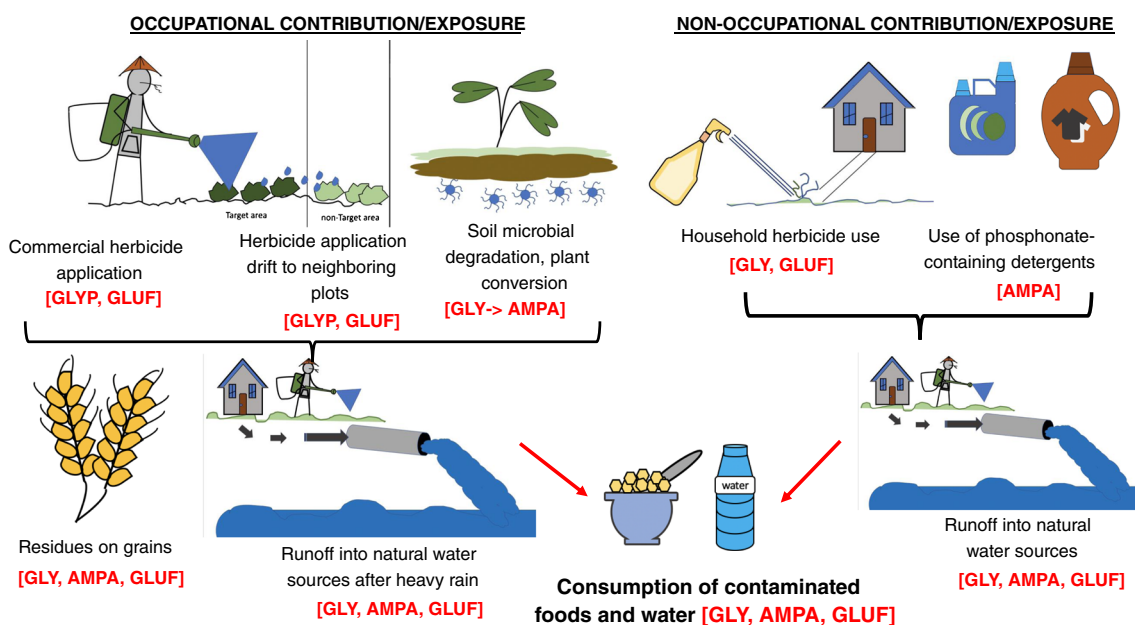 OCCUPATIONAL CONTRIBUTION/EXPOSURE
NON-OCCUPATIONAL CONTRIBUTION/EXPOSURE
Target area
non-Target area
Commercial herbicide
application
[GLYP, GLUF]
Herbicide application
drift to neighboring
plots
[GLYP, GLUF]
Soil microbial
degradation, plant
conversion
[GLY-> AMPA]
Household herbicide use
[GLY, GLUF]
Use of phosphonate-
containing detergents
[AMPA]
Residues on grains
[GLY, AMPA, GLUF]
Runoff into natural water
sources after heavy rain
[GLY, AMPA, GLUF]
water
Consumption of contaminated
foods and water [GLY, AMPA, GLUF]
Runoff into natural
water sources
[GLY, AMPA, GLUF]